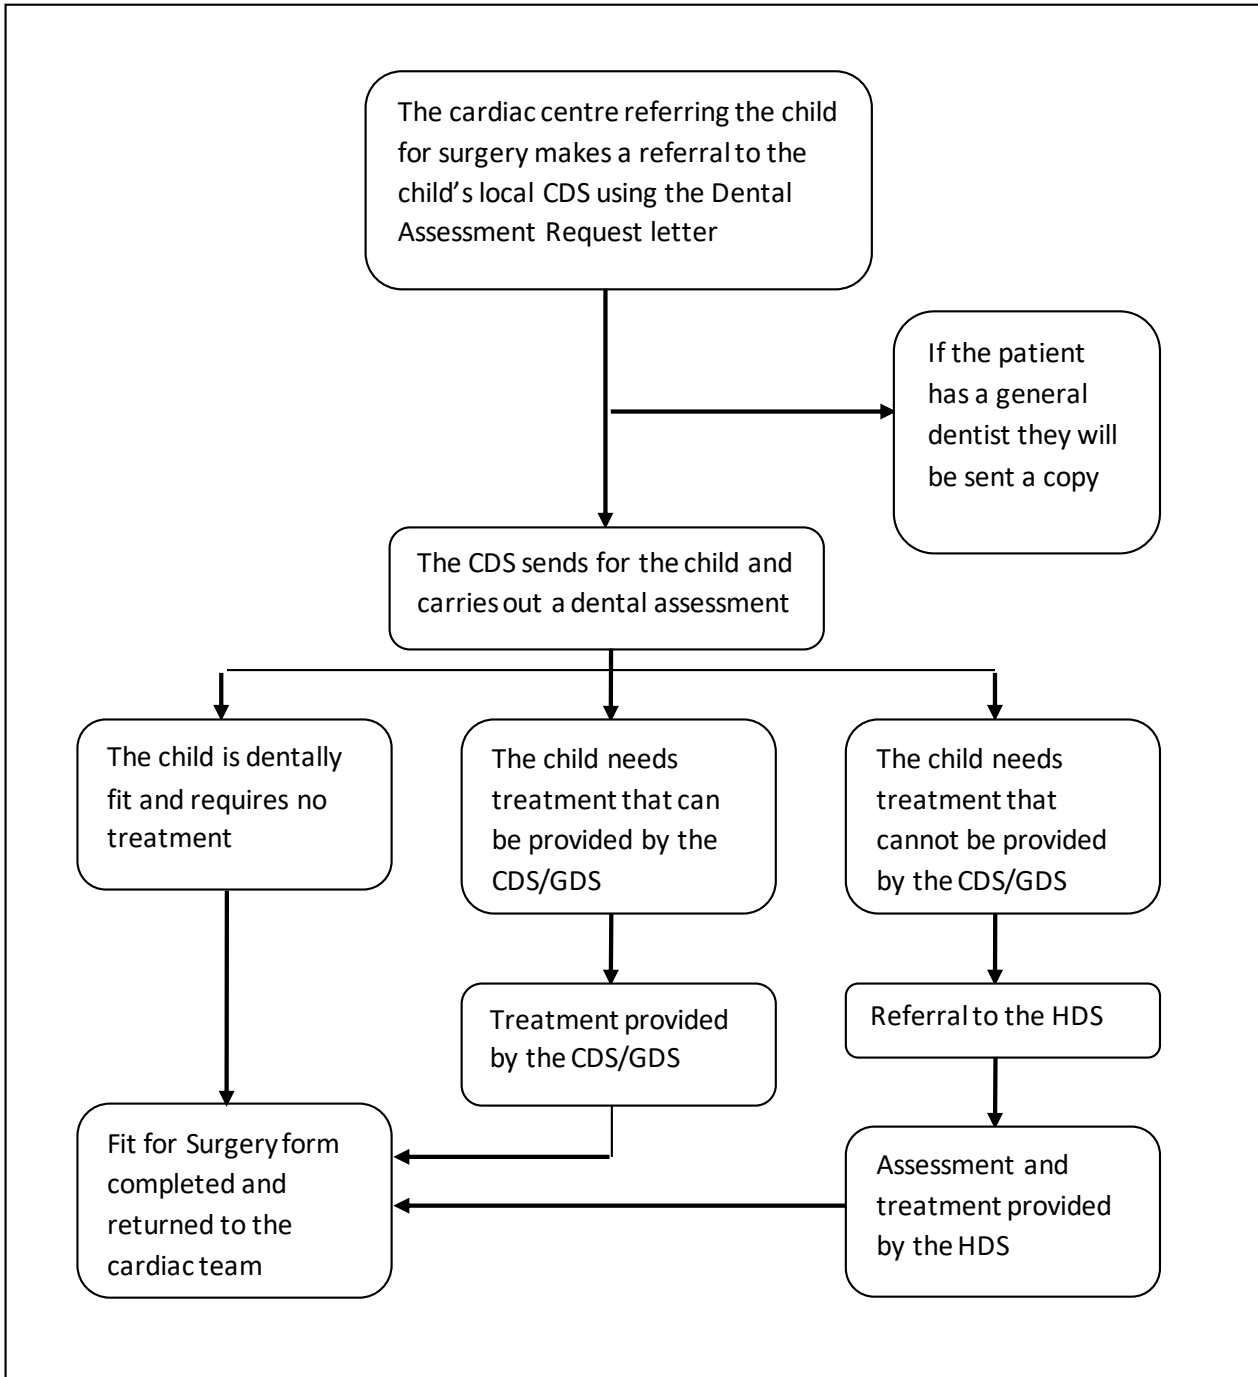 The cardiac centre referring the child
for surgery makes a referral to the
child's local CDS using the Dental
Assessment Request letter
If the patient
has a general
dentist they will
be sent a copy
The CDS sends for the child and
carries out a dental assessment
The child is dentally
fit and requires no
treatment
The child needs
treatment that can
be provided by the
CDS/GDS
The child needs
treatment that
cannot be provided
by the CDS/GDS
Treatment provided
by the CDS/GDS
Referral to the HDS
Fit for Surgery form
completed and
returned to the
cardiac team
Assessment and
treatment provided
by the HDS